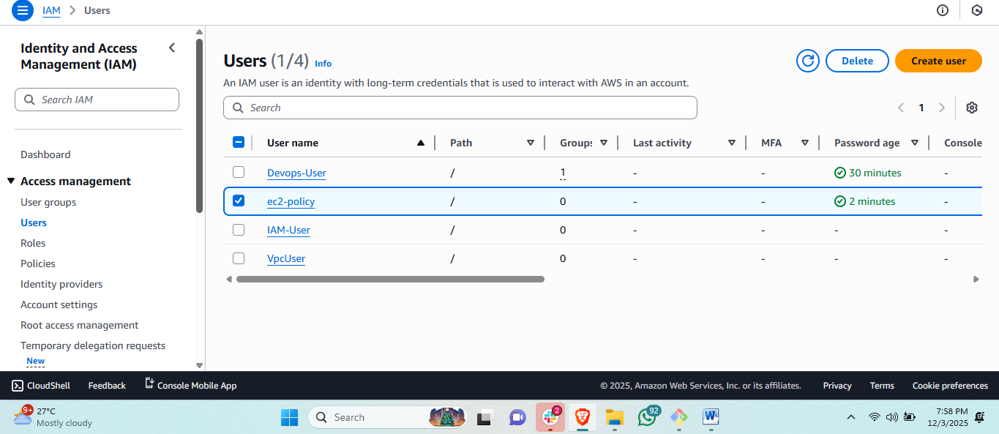 IAM > Users
Identity and Access
Management (IAM)
Search IAM
Dashboard
Access management
User groups
Users
Roles
Policies
Identity providers
Account settings
Root access management
Temporary delegation requests
New
Users (1/4) Info
Delete
Create user
An IAM user is an identity with long-term credentials that is used to interact with AWS in an account.
Search
1
User name Path Groups Last activity MFA Password age Console
Devops-User / 1 - - 30 minutes -
ec2-policy / 0 - - 2 minutes -
IAM-User / 0 - - - -
VpcUser / 0 - - - -
CloudShell Feedback Console Mobile App © 2025, Amazon Web Services, Inc. or its affiliates. Privacy Terms Cookie preferences
9+
27°C
Mostly cloudy
Search
2
92
W
7:58 PM
12/3/2025